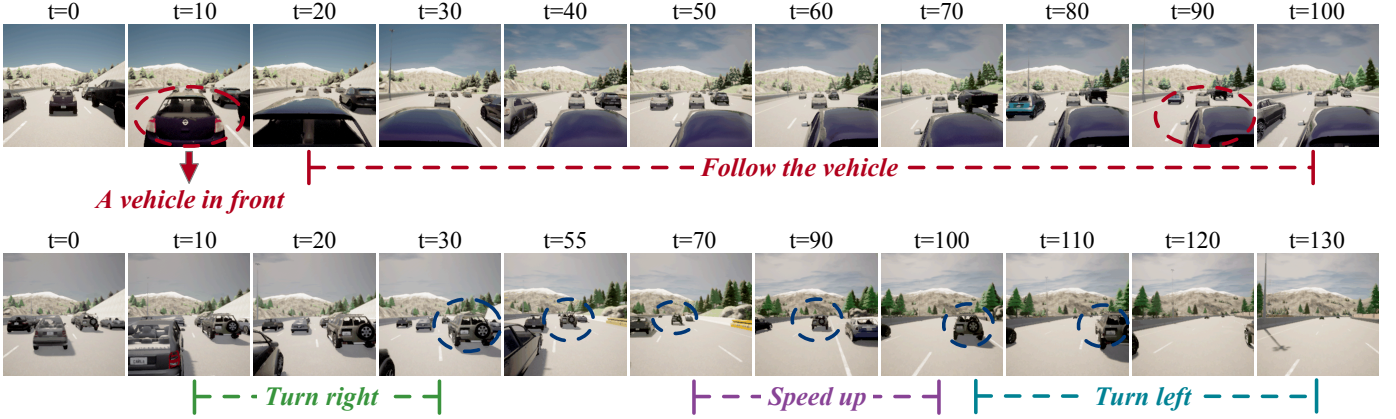 t=0 t=10 t=20 t=30 t=40 t=50 t=60 t=70 t=80 t=90 t=100
Follow the vehicle
A vehicle in front
t=0 t=10 t=20 t=30 t=55 t=70 t=90 t=100 t=110 t=120 t=130
Turn right Speed up Turn left